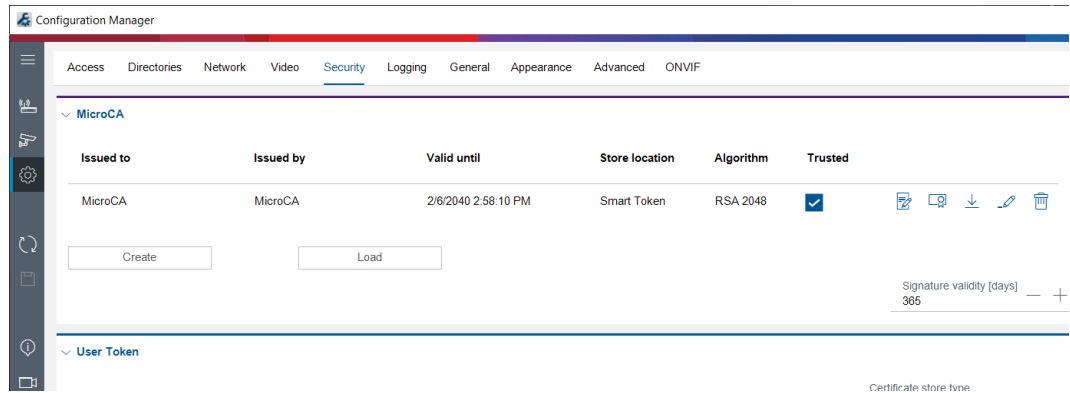 Configuration Manager
Access Directories Network Video Security Logging General Appearance Advanced ONVIF
MicroCA
Issued to Issued by Valid until Store location Algorithm Trusted
MicroCA MicroCA 2/6/2040 2:58:10 PM Smart Token RSA 2048
Create Load
Signature validity [days]
365
User Token
Certificate store type